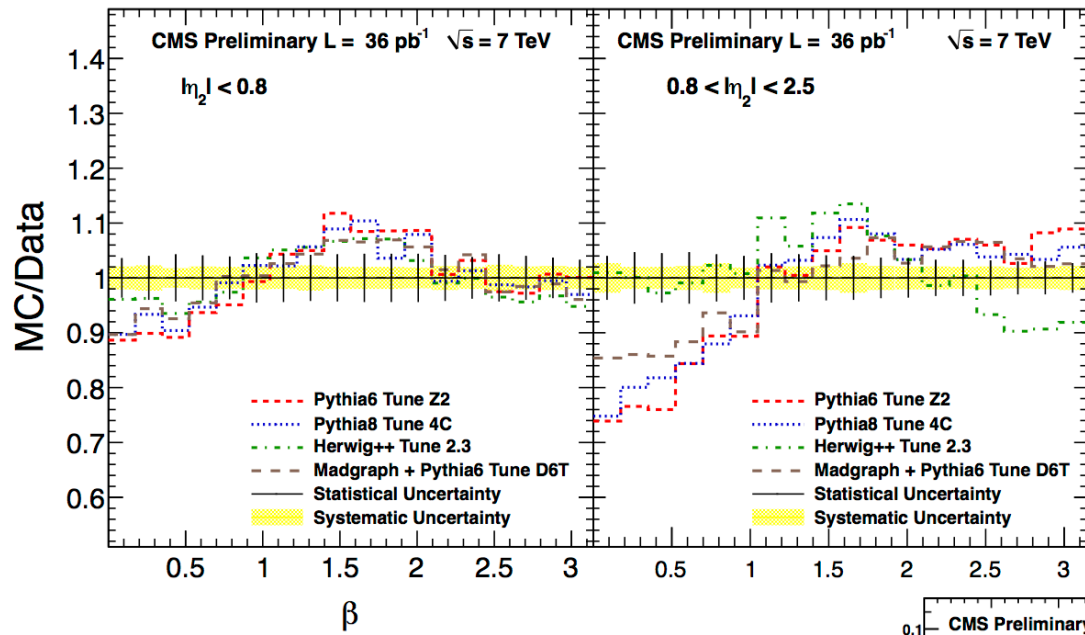 CMS Preliminary L = 36 pb⁻¹ √s = 7 TeV
|η₂| < 0.8
MC/Data
1.4
1.3
1.2
1.1
1
0.9
0.8
0.7
0.6
Pythia6 Tune Z2
Pythia8 Tune 4C
Herwig++ Tune 2.3
Madgraph + Pythia6 Tune D6T
Statistical Uncertainty
Systematic Uncertainty
0.5 1 1.5 2 2.5 3
β
CMS Preliminary L = 36 pb⁻¹ √s = 7 TeV
0.8 < |η₂| < 2.5
Pythia6 Tune Z2
Pythia8 Tune 4C
Herwig++ Tune 2.3
Madgraph + Pythia6 Tune D6T
Statistical Uncertainty
Systematic Uncertainty
0.5 1 1.5 2 2.5 3
0.1
CMS Preliminary